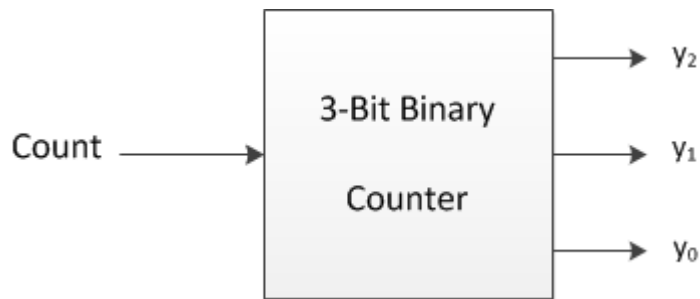 3-Bit Binary
Counter
Count
y₂
y₁
y₀